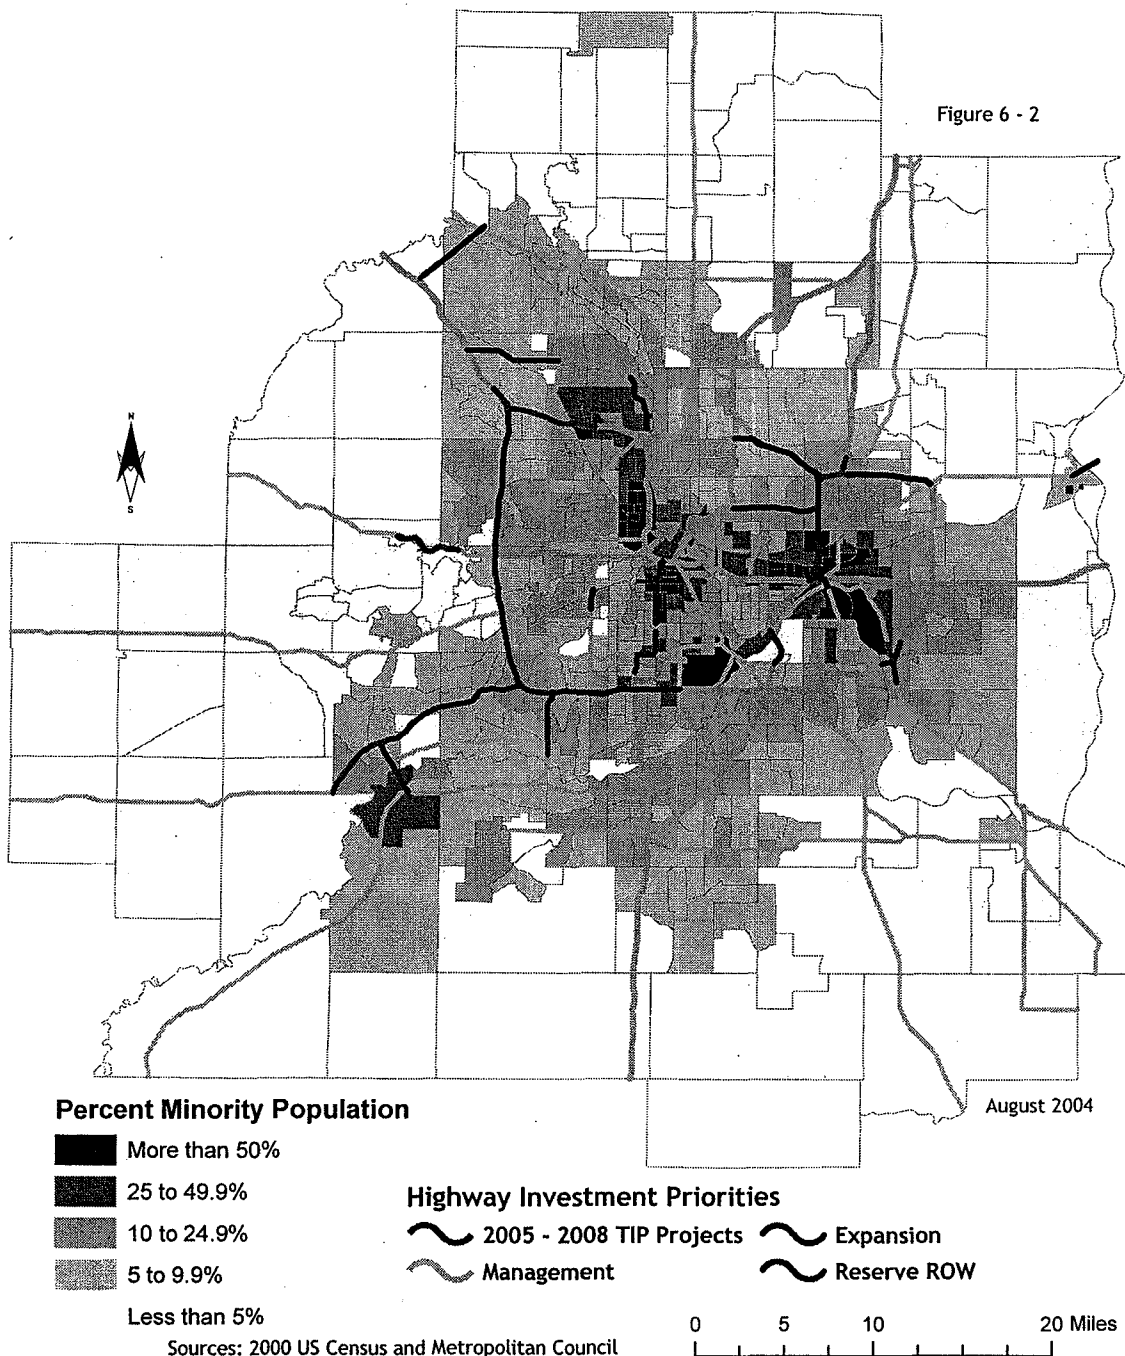 Figure 6 - 2
N
S
August 2004
Percent Minority Population
More than 50%
25 to 49.9%
10 to 24.9%
5 to 9.9%
Less than 5%
Highway Investment Priorities
2005 - 2008 TIP Projects
Expansion
Management
Reserve ROW
Sources: 2000 US Census and Metropolitan Council
0 5 10 20 Miles